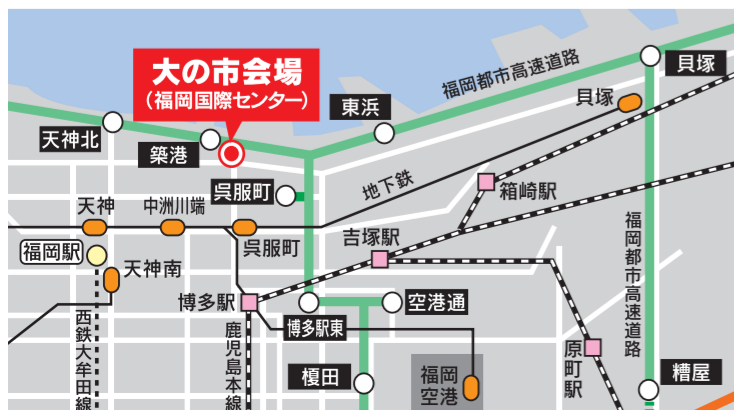 大の市会場
(福岡国際センター)
福岡都市高速道路
貝塚
貝塚
東浜
天神北
築港
地下鉄
呉服町
箱崎駅
天神
中洲川端
呉服町
吉塚駅
福岡駅
天神南
福岡都市高速道路
博多駅
空港通
博多駅東
西鉄大牟田線
鹿児島本線
原町駅
榎田
福岡
空港
糟屋